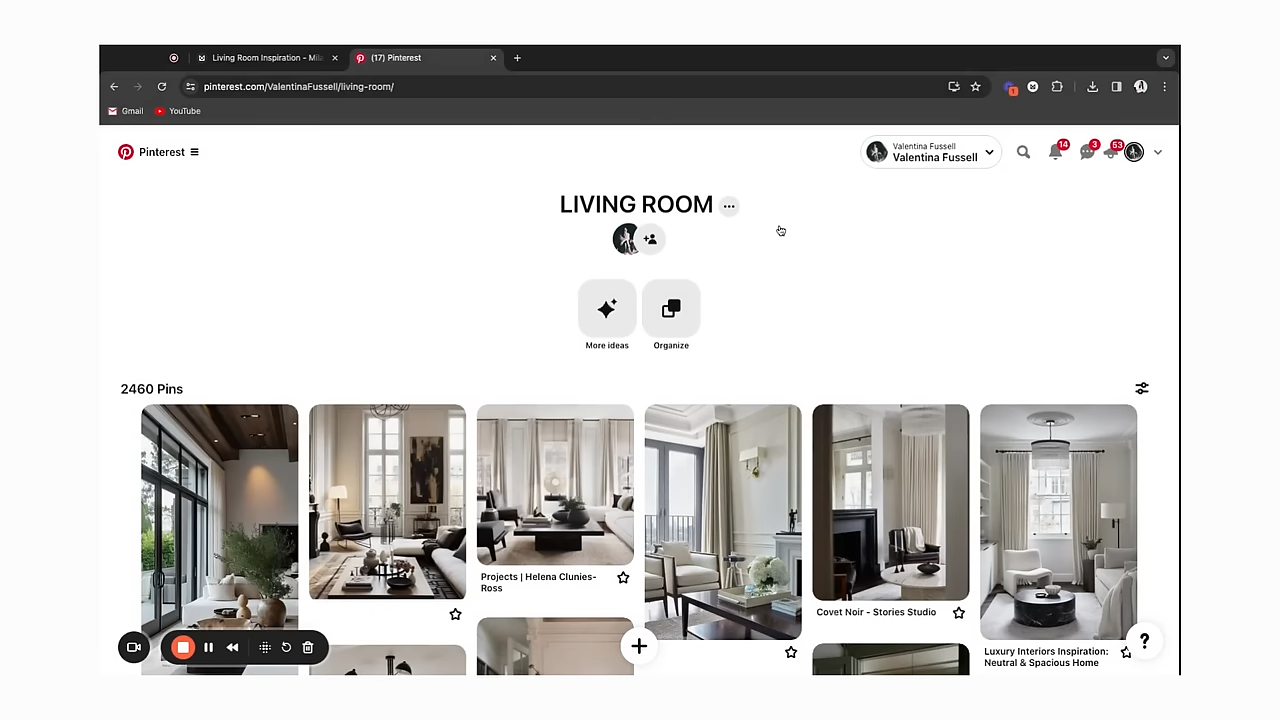 Living Room Inspiration - Mil
(17) Pinterest
pinterest.com/ValentinaFussell/living-room/
1
Gmail
YouTube
Pinterest
Valentina Fussell
Valentina Fussell
14
3
53
LIVING ROOM
More ideas
Organize
2460 Pins
Projects | Helena Clunies-
Ross
Covet Noir - Stories Studio
Luxury Interiors Inspiration:
Neutral & Spacious Home
?